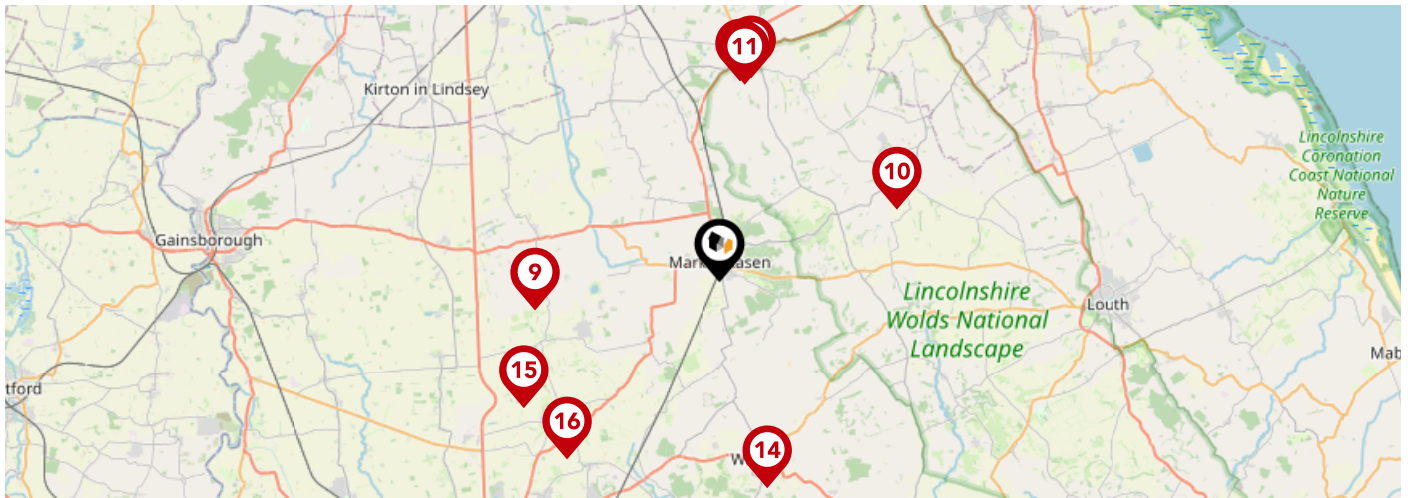 11
Kirton in Lindsey
Lincolnshire
Coronation
Coast National
Nature
Reserve
10
Gainsborough
9
Lincolnshire
Wolds National
Landscape
Louth
15
tford
16
14